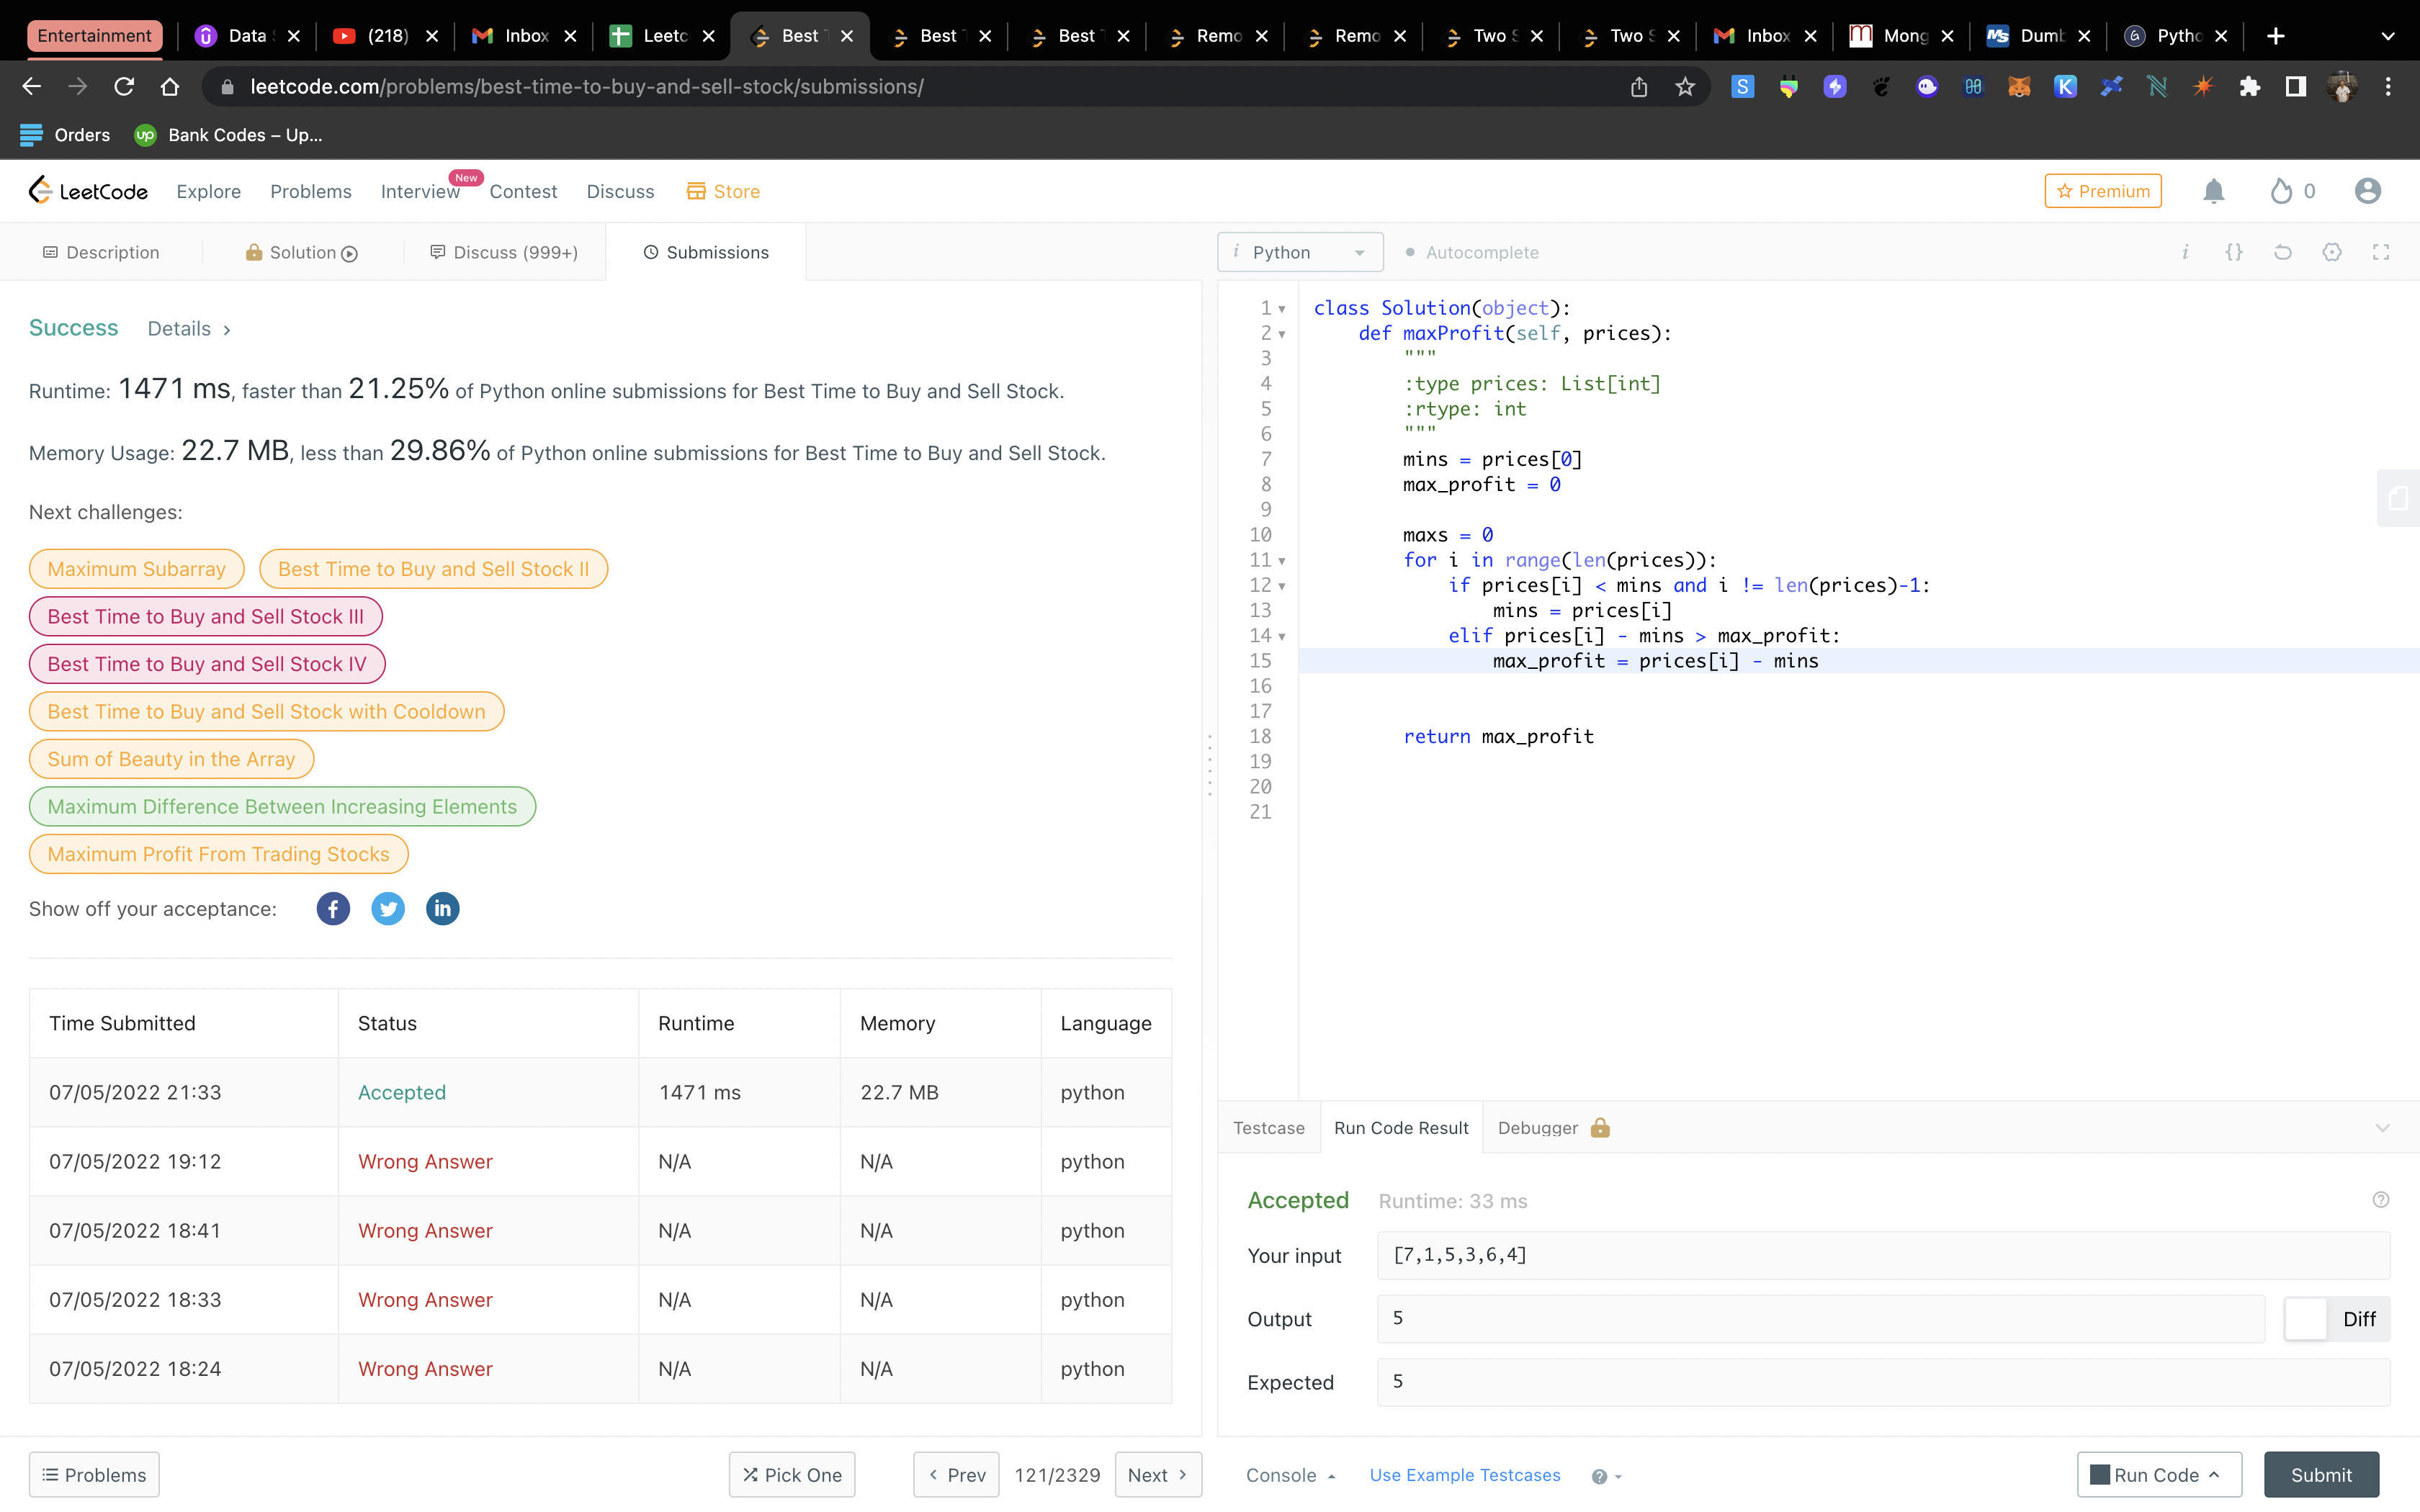 Entertainment
Data
(218)
Inbox
Leetc
Best
Best
Best
Remo
Remo
Two S
Two S
Inbox
Mong
Dumb
Pytho
leetcode.com/problems/best-time-to-buy-and-sell-stock/submissions/
Orders
Bank Codes – Up...
LeetCode
Explore
Problems
Interview
New
Contest
Discuss
Store
Premium
0
Description
Solution
Discuss (999+)
Submissions
Success
Details
Runtime: 1471 ms, faster than 21.25% of Python online submissions for Best Time to Buy and Sell Stock.
Memory Usage: 22.7 MB, less than 29.86% of Python online submissions for Best Time to Buy and Sell Stock.
Next challenges:
Maximum Subarray
Best Time to Buy and Sell Stock II
Best Time to Buy and Sell Stock III
Best Time to Buy and Sell Stock IV
Best Time to Buy and Sell Stock with Cooldown
Sum of Beauty in the Array
Maximum Difference Between Increasing Elements
Maximum Profit From Trading Stocks
Show off your acceptance:
Time Submitted Status Runtime Memory Language
07/05/2022 21:33 Accepted 1471 ms 22.7 MB python
07/05/2022 19:12 Wrong Answer N/A N/A python
07/05/2022 18:41 Wrong Answer N/A N/A python
07/05/2022 18:33 Wrong Answer N/A N/A python
07/05/2022 18:24 Wrong Answer N/A N/A python
Problems
Pick One
Prev
121/2329
Next
i Python
Autocomplete
i {}
1 class Solution(object):
2 def maxProfit(self, prices):
3 """
4 :type prices: List[int]
5 :rtype: int
6 """
7 mins = prices[0]
8 max_profit = 0
9
10 maxs = 0
11 for i in range(len(prices)):
12 if prices[i] < mins and i != len(prices)-1:
13 mins = prices[i]
14 elif prices[i] - mins > max_profit:
15 max_profit = prices[i] - mins
16
17
18 return max_profit
19
20
21
Testcase
Run Code Result
Debugger
Accepted
Runtime: 33 ms
Your input
[7,1,5,3,6,4]
Output
5
Diff
Expected
5
Console
Use Example Testcases
Run Code
Submit